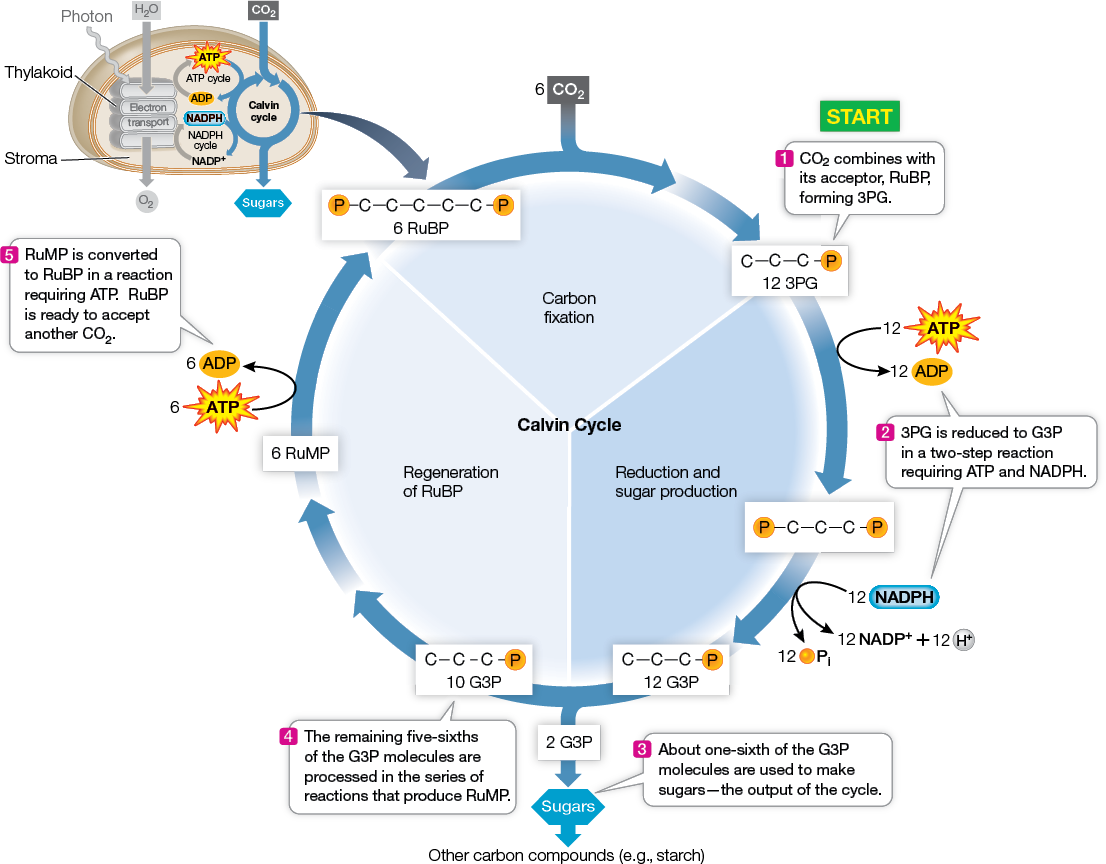 Photon
H₂O
CO₂
Thylakoid
ATP
ATP cycle
ADP
Electron
transport
NADPH
NADPH
cycle
NADP⁺
Calvin
cycle
Stroma
O₂
Sugars
6 CO₂
START
1 CO₂ combines with
its acceptor, RuBP,
forming 3PG.
P–C–C–C–C–C–P
6 RuBP
C–C–C–P
12 3PG
Carbon
fixation
12 ATP
12 ADP
2 3PG is reduced to G3P
in a two-step reaction
requiring ATP and NADPH.
5 RuMP is converted
to RuBP in a reaction
requiring ATP. RuBP
is ready to accept
another CO₂.
6 ADP
6 ATP
6 RuMP
Calvin Cycle
Regeneration
of RuBP
Reduction and
sugar production
P–C–C–C–P
12 NADPH
12 NADP⁺ + 12 H⁺
12 Pi
C–C–C–P
10 G3P
C–C–C–P
12 G3P
2 G3P
4 The remaining five-sixths
of the G3P molecules are
processed in the series of
reactions that produce RuMP.
3 About one-sixth of the G3P
molecules are used to make
sugars—the output of the cycle.
Sugars
Other carbon compounds (e.g., starch)